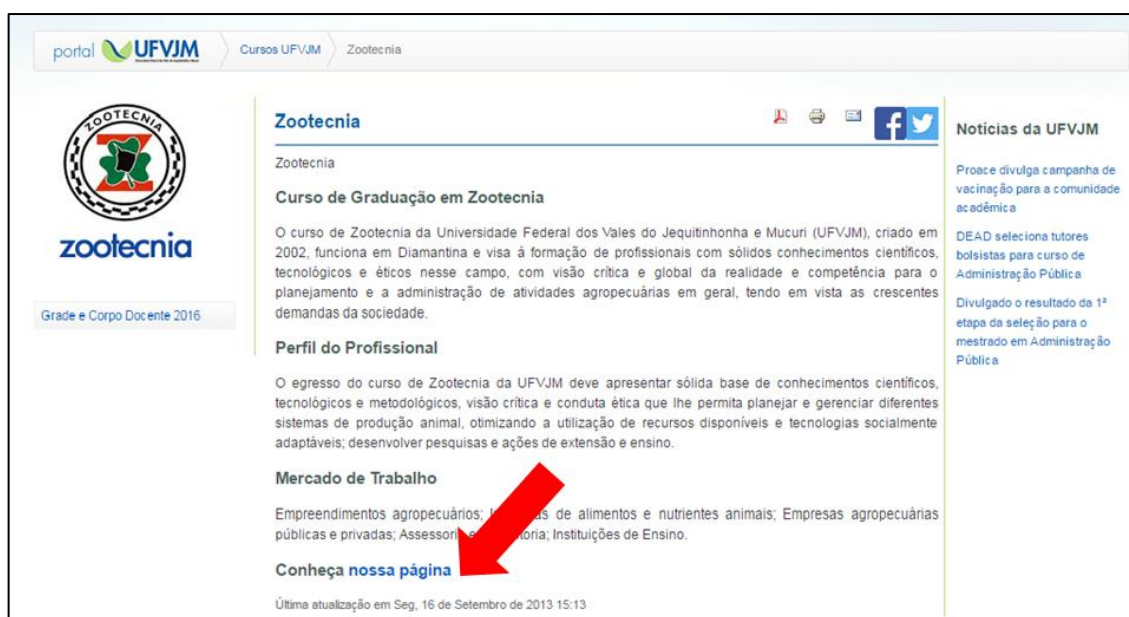 portal UFVJM
Cursos UFVJM
Zootecnia
ZOOTECNIA
zootecnia
Grade e Corpo Docente 2016
Zootecnia
Zootecnia
Curso de Graduação em Zootecnia
O curso de Zootecnia da Universidade Federal dos Vales do Jequitinhonha e Mucuri (UFVJM), criado em
2002, funciona em Diamantina e visa á formação de profissionais com sólidos conhecimentos científicos,
tecnológicos e éticos nesse campo, com visão crítica e global da realidade e competência para o
planejamento e a administração de atividades agropecuárias em geral, tendo em vista as crescentes
demandas da sociedade.
Perfil do Profissional
O egresso do curso de Zootecnia da UFVJM deve apresentar sólida base de conhecimentos científicos,
tecnológicos e metodológicos, visão crítica e conduta ética que lhe permita planejar e gerenciar diferentes
sistemas de produção animal, otimizando a utilização de recursos disponíveis e tecnologias socialmente
adaptáveis; desenvolver pesquisas e ações de extensão e ensino.
Mercado de Trabalho
Empreendimentos agropecuários; de alimentos e nutrientes animais; Empresas agropecuárias
públicas e privadas; Instituições de Ensino.
Conheça nossa página
Última atualização em Seg, 16 de Setembro de 2013 15:13
Notícias da UFVJM
Proace divulga campanha de
vacinação para a comunidade
acadêmica
DEAD seleciona tutores
bolsistas para curso de
Administração Pública
Divulgado o resultado da 1ª
etapa da seleção para o
mestrado em Administração
Pública